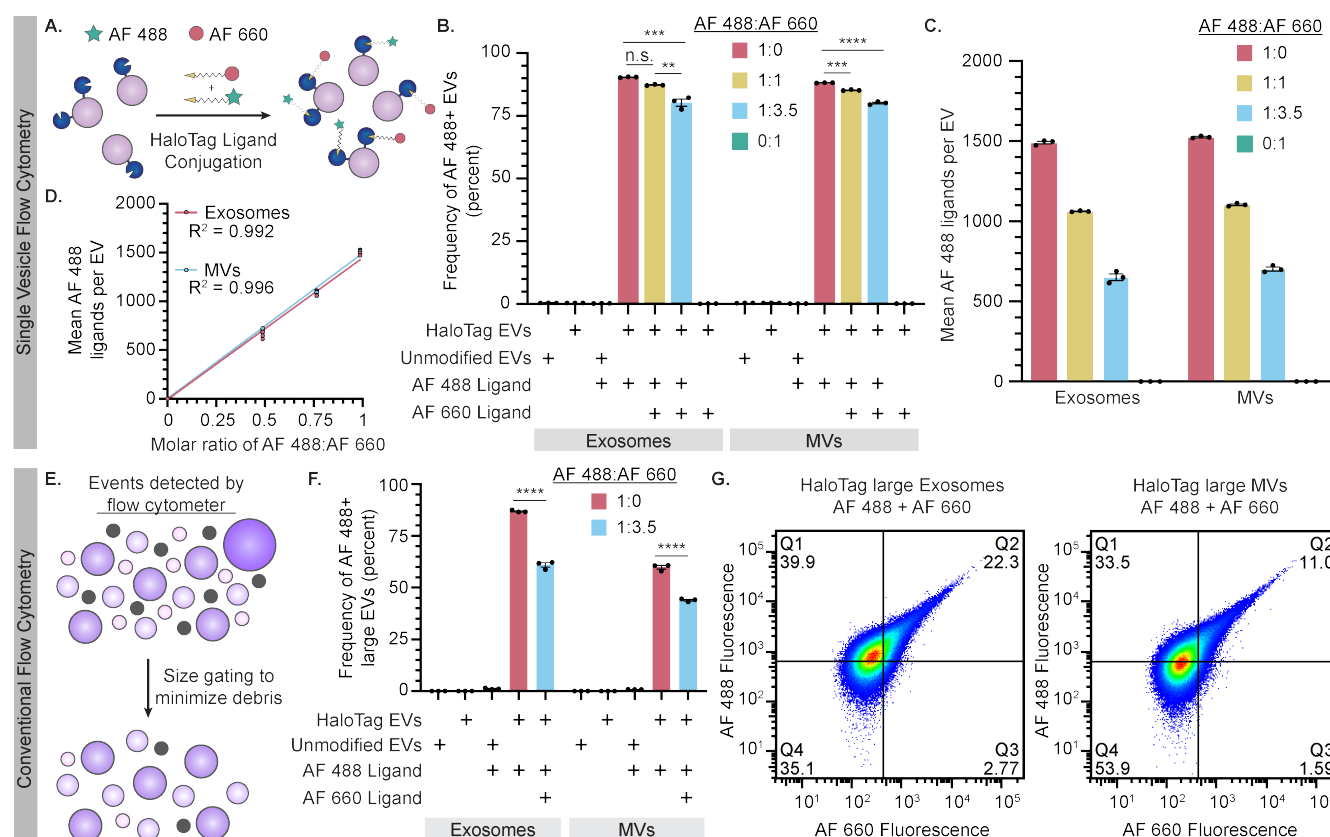 Single Vesicle Flow Cytometry
A.
AF 488
AF 660
+
HaloTag Ligand
Conjugation
B.
AF 488:AF 660
1:0
1:1
1:3.5
0:1
Frequency of AF 488+ EVs
(percent)
100
75
50
25
0
***
n.s.
**
****
***
HaloTag EVs + + + + + + + + + +
Unmodified EVs + + + +
AF 488 Ligand + + + + + + + +
AF 660 Ligand + + + + + +
Exosomes
MVs
C.
AF 488:AF 660
1:0
1:1
1:3.5
0:1
Mean AF 488 ligands per EV
2000
1500
1000
500
0
Exosomes
MVs
D.
Mean AF 488
ligands per EV
2000
1500
1000
500
0
Exosomes
R² = 0.992
MVs
R² = 0.996
0 0.25 0.5 0.75 1
Molar ratio of AF 488:AF 660
Conventional Flow Cytometry
E.
Events detected by
flow cytometer
Size gating to
minimize debris
F.
AF 488:AF 660
1:0
1:3.5
Frequency of AF 488+
large EVs (percent)
100
75
50
25
0
****
****
HaloTag EVs + + + + + +
Unmodified EVs + + + +
AF 488 Ligand + + + + + +
AF 660 Ligand + +
Exosomes
MVs
G.
HaloTag large Exosomes
AF 488 + AF 660
Q1
39.9
Q2
22.3
Q4
35.1
Q3
2.77
AF 488 Fluorescence
10⁵
10⁴
10³
10²
10¹
10¹ 10² 10³ 10⁴ 10⁵
AF 660 Fluorescence
HaloTag large MVs
AF 488 + AF 660
Q1
33.5
Q2
11.0
Q4
53.9
Q3
1.59
AF 488 Fluorescence
10⁵
10⁴
10³
10²
10¹
10¹ 10² 10³ 10⁴
AF 660 Fluorescence